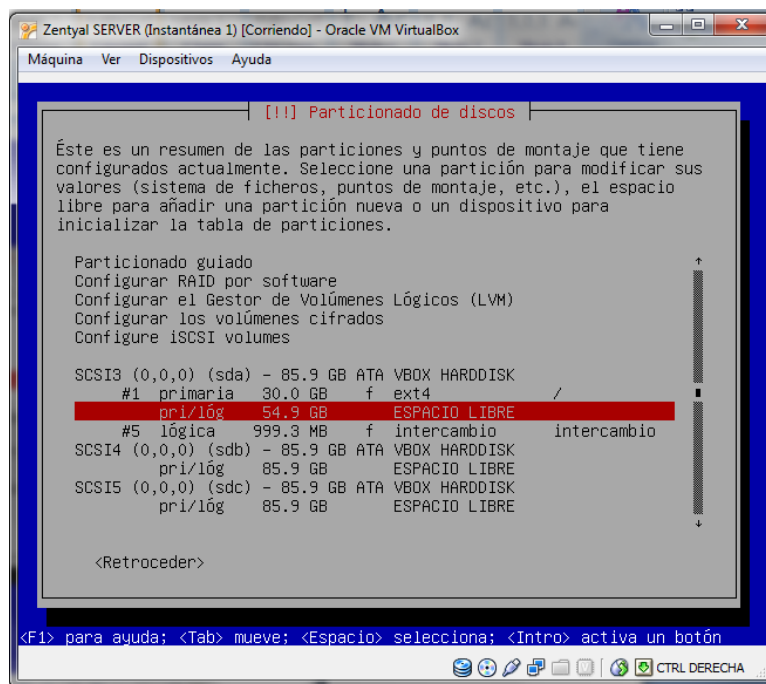 Zentyal SERVER (Instantánea 1) [Corriendo] - Oracle VM VirtualBox
Máquina Ver Dispositivos Ayuda
[!!] Particionado de discos
Éste es un resumen de las particiones y puntos de montaje que tiene
configurados actualmente. Seleccione una partición para modificar sus
valores (sistema de ficheros, puntos de montaje, etc.), el espacio
libre para añadir una partición nueva o un dispositivo para
inicializar la tabla de particiones.
Particionado guiado
Configurar RAID por software
Configurar el Gestor de Volúmenes Lógicos (LVM)
Configurar los volúmenes cifrados
Configure iSCSI volumes
SCSI3 (0,0,0) (sda) - 85.9 GB ATA VBOX HARDDISK
#1 primaria 30.0 GB f ext4 /
pri/lóg 54.9 GB ESPACIO LIBRE
#5 lógica 999.3 MB f intercambio intercambio
SCSI4 (0,0,0) (sdb) - 85.9 GB ATA VBOX HARDDISK
pri/lóg 85.9 GB ESPACIO LIBRE
SCSI5 (0,0,0) (sdc) - 85.9 GB ATA VBOX HARDDISK
pri/lóg 85.9 GB ESPACIO LIBRE
<Retroceder>
<F1> para ayuda; <Tab> mueve; <Espacio> selecciona; <Intro> activa un botón
CTRL DERECHA